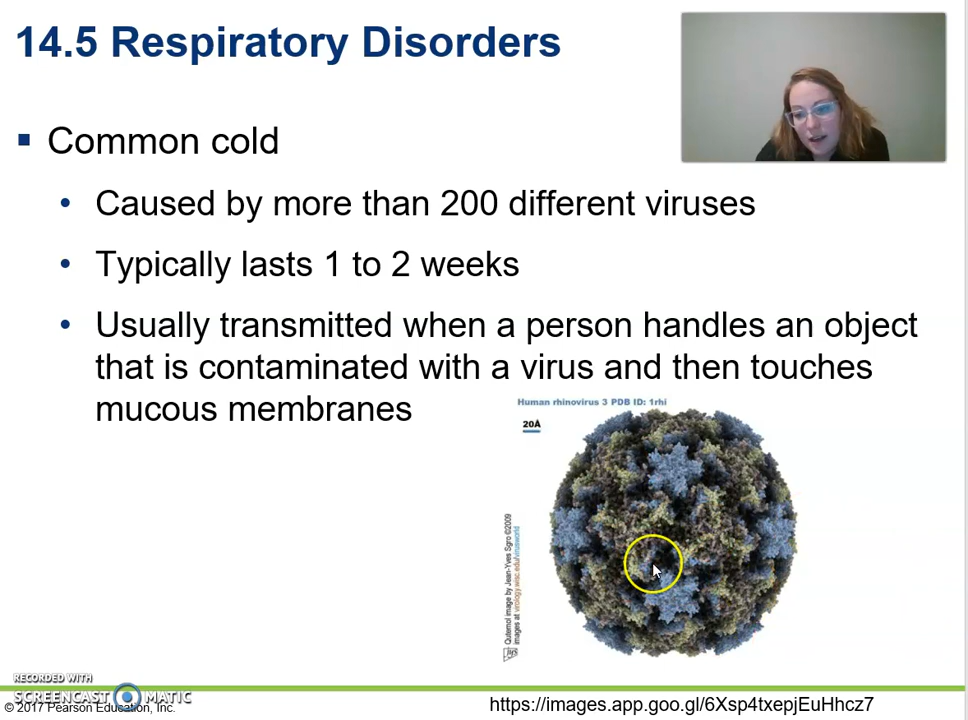 14.5 Respiratory Disorders
Common cold
Caused by more than 200 different viruses
Typically lasts 1 to 2 weeks
Usually transmitted when a person handles an object
that is contaminated with a virus and then touches
mucous membranes
Human rhinovirus 3 PDB ID: 1rhi
20Å
Qutemol image by Jean-Yves Sgro ©2009
images at virology.wisc.edu/virusworld
RECORDED WITH
SCREENCAST MATIC
© 2017 Pearson Education, Inc.
https://images.app.goo.gl/6Xsp4txepjEuHhcz7